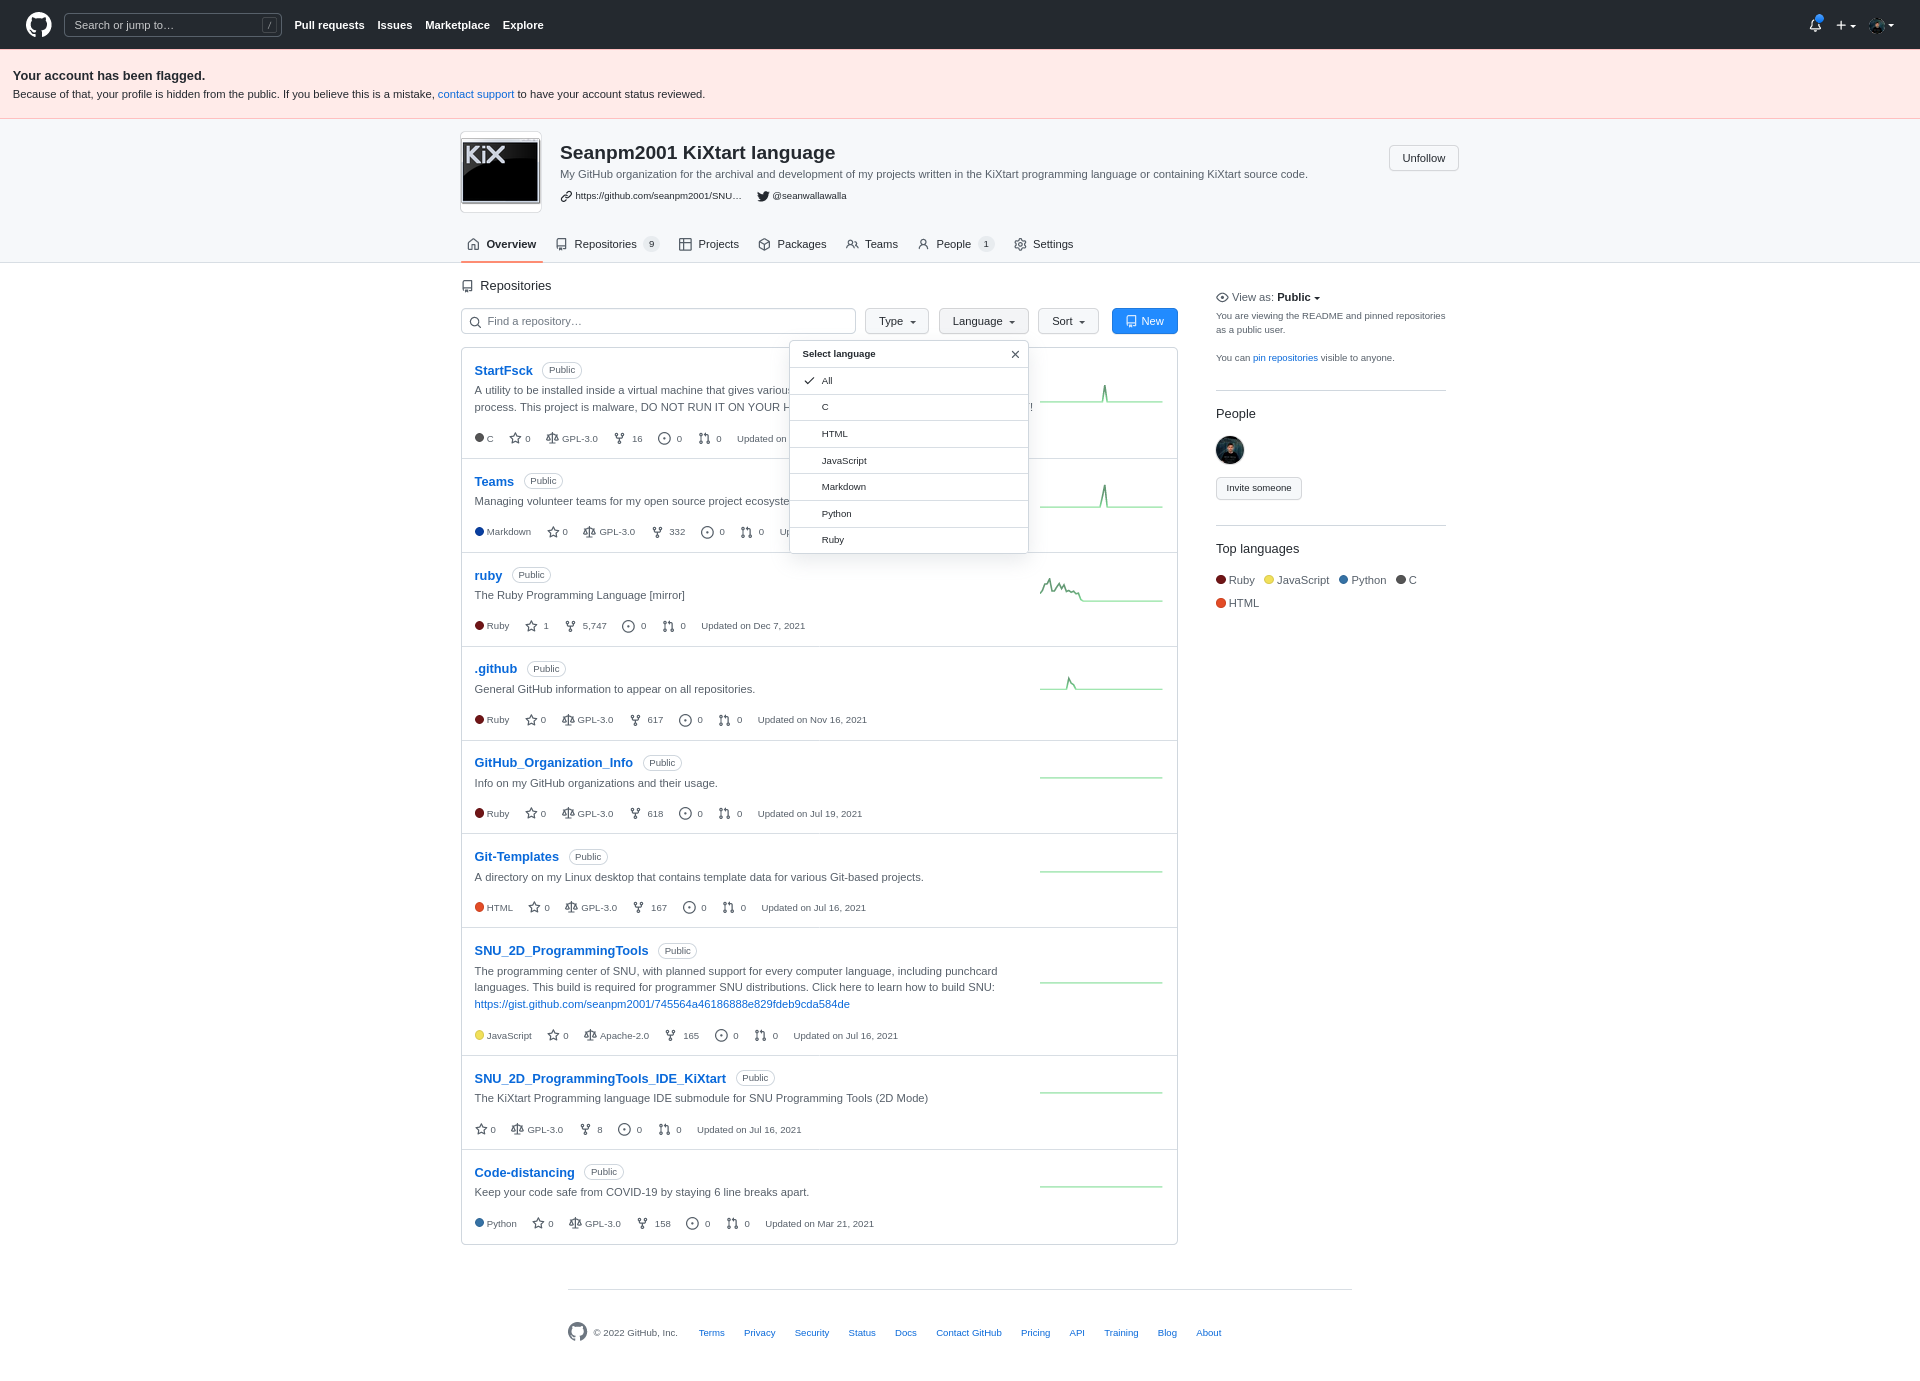 Search or jump to…
/
Pull requests Issues Marketplace Explore
Your account has been flagged.
Because of that, your profile is hidden from the public. If you believe this is a mistake, contact support to have your account status reviewed.
KiX
Seanpm2001 KiXtart language
My GitHub organization for the archival and development of my projects written in the KiXtart programming language or containing KiXtart source code.
https://github.com/seanpm2001/SNU… @seanwallawalla
Unfollow
Overview Repositories 9 Projects Packages Teams People 1 Settings
Repositories
Find a repository… Type Language Sort New
Select language
All
C
HTML
JavaScript
Markdown
Python
Ruby
StartFsck Public
A utility to be installed inside a virtual machine that gives various
process. This project is malware, DO NOT RUN IT ON YOUR H !
C 0 GPL-3.0 16 0 0 Updated on
Teams Public
Managing volunteer teams for my open source project ecosyste
Markdown 0 GPL-3.0 332 0 0 Up
ruby Public
The Ruby Programming Language [mirror]
Ruby 1 5,747 0 0 Updated on Dec 7, 2021
.github Public
General GitHub information to appear on all repositories.
Ruby 0 GPL-3.0 617 0 0 Updated on Nov 16, 2021
GitHub_Organization_Info Public
Info on my GitHub organizations and their usage.
Ruby 0 GPL-3.0 618 0 0 Updated on Jul 19, 2021
Git-Templates Public
A directory on my Linux desktop that contains template data for various Git-based projects.
HTML 0 GPL-3.0 167 0 0 Updated on Jul 16, 2021
SNU_2D_ProgrammingTools Public
The programming center of SNU, with planned support for every computer language, including punchcard
languages. This build is required for programmer SNU distributions. Click here to learn how to build SNU:
https://gist.github.com/seanpm2001/745564a46186888e829fdeb9cda584de
JavaScript 0 Apache-2.0 165 0 0 Updated on Jul 16, 2021
SNU_2D_ProgrammingTools_IDE_KiXtart Public
The KiXtart Programming language IDE submodule for SNU Programming Tools (2D Mode)
0 GPL-3.0 8 0 0 Updated on Jul 16, 2021
Code-distancing Public
Keep your code safe from COVID-19 by staying 6 line breaks apart.
Python 0 GPL-3.0 158 0 0 Updated on Mar 21, 2021
View as: Public
You are viewing the README and pinned repositories
as a public user.
You can pin repositories visible to anyone.
People
Invite someone
Top languages
Ruby JavaScript Python C
HTML
© 2022 GitHub, Inc. Terms Privacy Security Status Docs Contact GitHub Pricing API Training Blog About